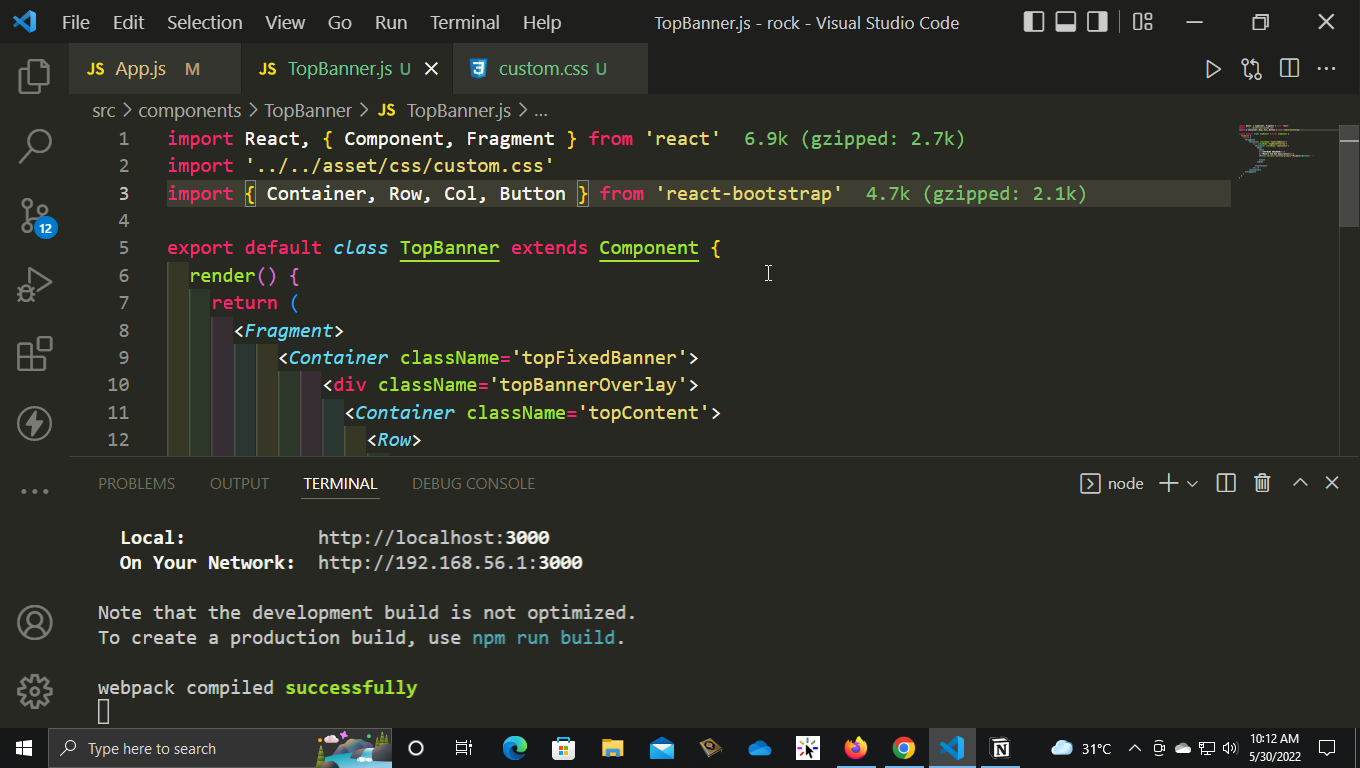 File Edit Selection View Go Run Terminal Help TopBanner.js - rock - Visual Studio Code
JS App.js M JS TopBanner.js U custom.css U
src > components > TopBanner > JS TopBanner.js > ...
1 import React, { Component, Fragment } from 'react' 6.9k (gzipped: 2.7k)
2 import '../../asset/css/custom.css'
3 import { Container, Row, Col, Button } from 'react-bootstrap' 4.7k (gzipped: 2.1k)
4
5 export default class TopBanner extends Component {
6 render() {
7 return (
8 <Fragment>
9 <Container className='topFixedBanner'>
10 <div className='topBannerOverlay'>
11 <Container className='topContent'>
12 <Row>
12
PROBLEMS OUTPUT TERMINAL DEBUG CONSOLE node
Local: http://localhost:3000
On Your Network: http://192.168.56.1:3000
Note that the development build is not optimized.
To create a production build, use npm run build.
webpack compiled successfully
Type here to search 31°C 10:12 AM
5/30/2022